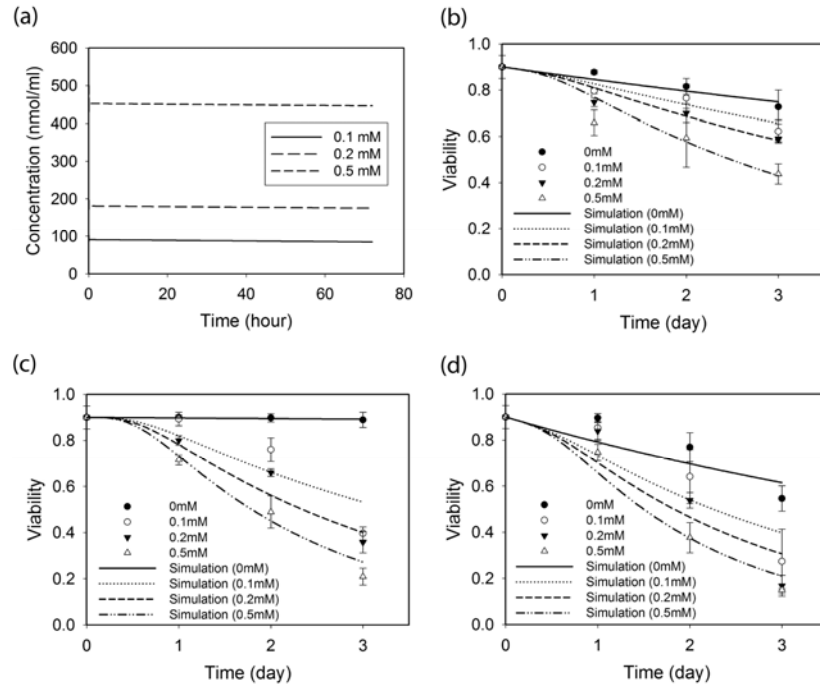 (a)
600
500
400
300
200
100
0
Concentration (nmol/ml)
0.1 mM
0.2 mM
0.5 mM
0 20 40 60 80
Time (hour)
(b)
1.0
0.8
0.6
0.4
0.2
0.0
Viability
0mM
0.1mM
0.2mM
0.5mM
Simulation (0mM)
Simulation (0.1mM)
Simulation (0.2mM)
Simulation (0.5mM)
0 1 2 3
Time (day)
(c)
1.0
0.8
0.6
0.4
0.2
0.0
Viability
0mM
0.1mM
0.2mM
0.5mM
Simulation (0mM)
Simulation (0.1mM)
Simulation (0.2mM)
Simulation (0.5mM)
0 1 2 3
Time (day)
(d)
1.0
0.8
0.6
0.4
0.2
0.0
Viability
0mM
0.1mM
0.2mM
0.5mM
Simulation (0mM)
Simulation (0.1mM)
Simulation (0.2mM)
Simulation (0.5mM)
0 1 2 3
Time (day)